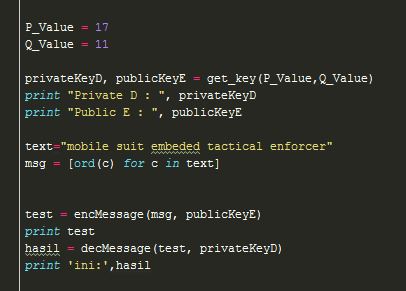 P_Value = 17
Q_Value = 11
privateKeyD, publicKeyE = get_key(P_Value,Q_Value)
print "Private D : ", privateKeyD
print "Public E : ", publicKeyE
text="mobile suit embeded tactical enforcer"
msg = [ord(c) for c in text]
test = encMessage(msg, publicKeyE)
print test
hasil = decMessage(test, privateKeyD)
print 'ini:',hasil